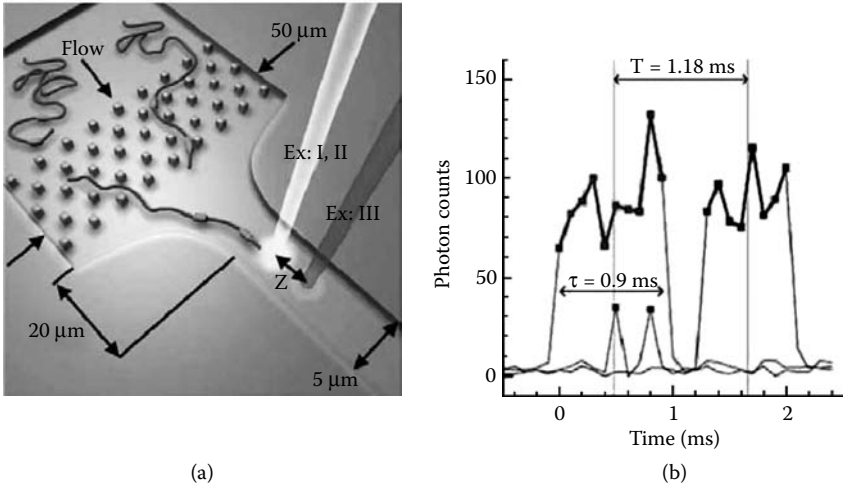 Flow
50 μm
Ex: I, II
Ex: III
Z
20 μm
5 μm
(a)
150
100
50
0
Photon counts
T = 1.18 ms
τ = 0.9 ms
0
1
2
Time (ms)
(b)